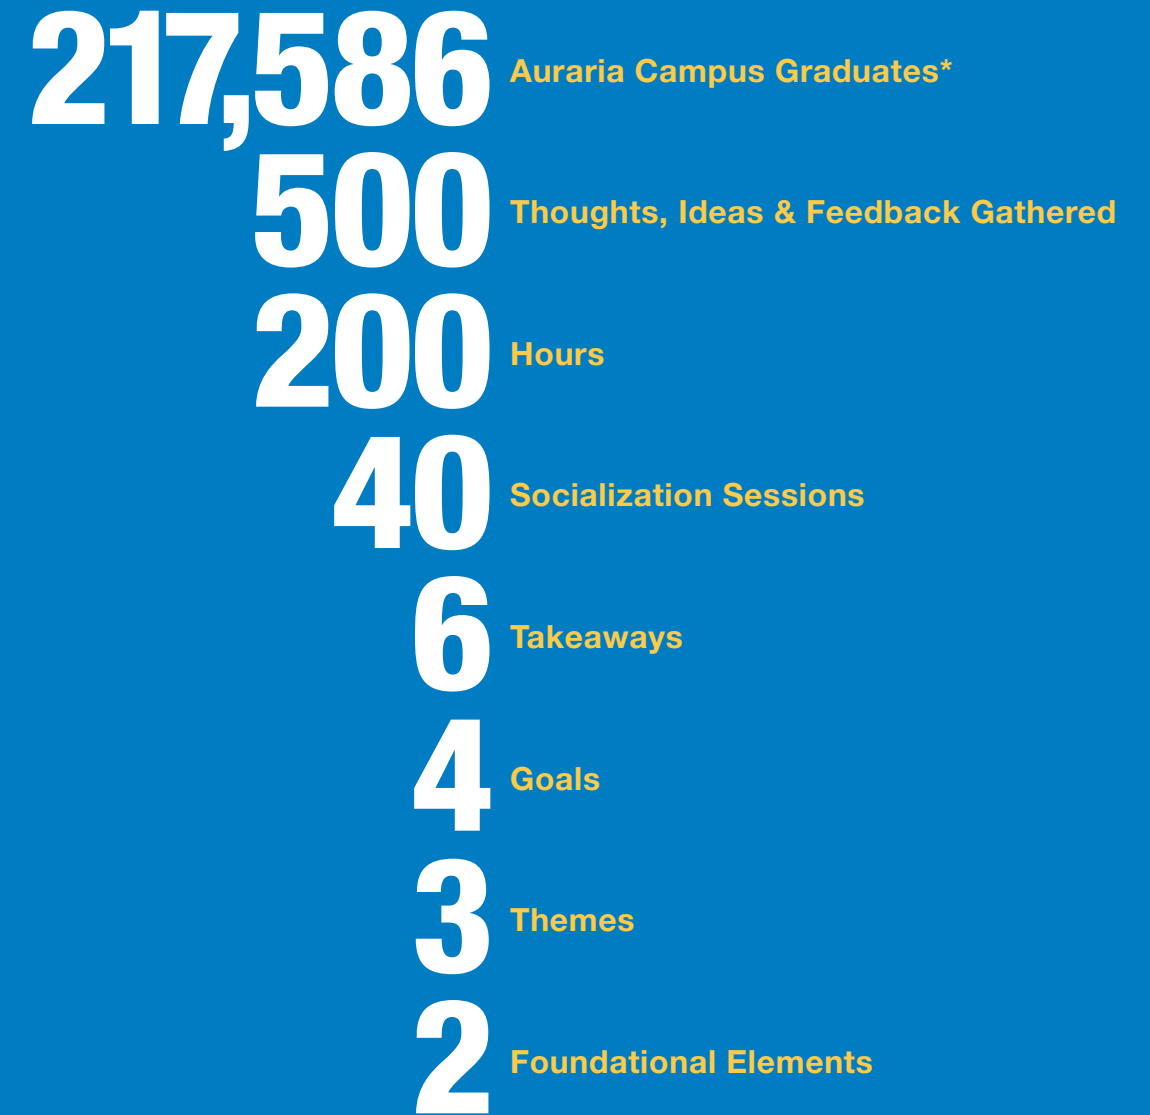 217,586 Auraria Campus Graduates*
500 Thoughts, Ideas & Feedback Gathered
200 Hours
40 Socialization Sessions
6 Takeaways
4 Goals
3 Themes
2 Foundational Elements